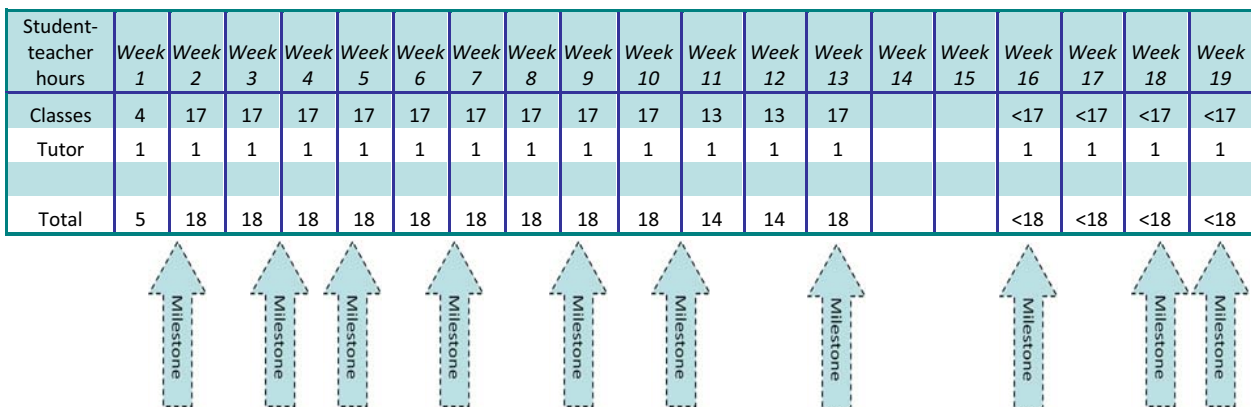 Student-teacher hours Week 1 Week 2 Week 3 Week 4 Week 5 Week 6 Week 7 Week 8 Week 9 Week 10 Week 11 Week 12 Week 13 Week 14 Week 15 Week 16 Week 17 Week 18 Week 19
Classes 4 17 17 17 17 17 17 17 17 17 13 13 17 <17 <17 <17 <17
Tutor 1 1 1 1 1 1 1 1 1 1 1 1 1 1 1 1 1
Total 5 18 18 18 18 18 18 18 18 18 14 14 18 <18 <18 <18 <18
Milestone
Milestone
Milestone
Milestone
Milestone
Milestone
Milestone
Milestone
Milestone
Milestone